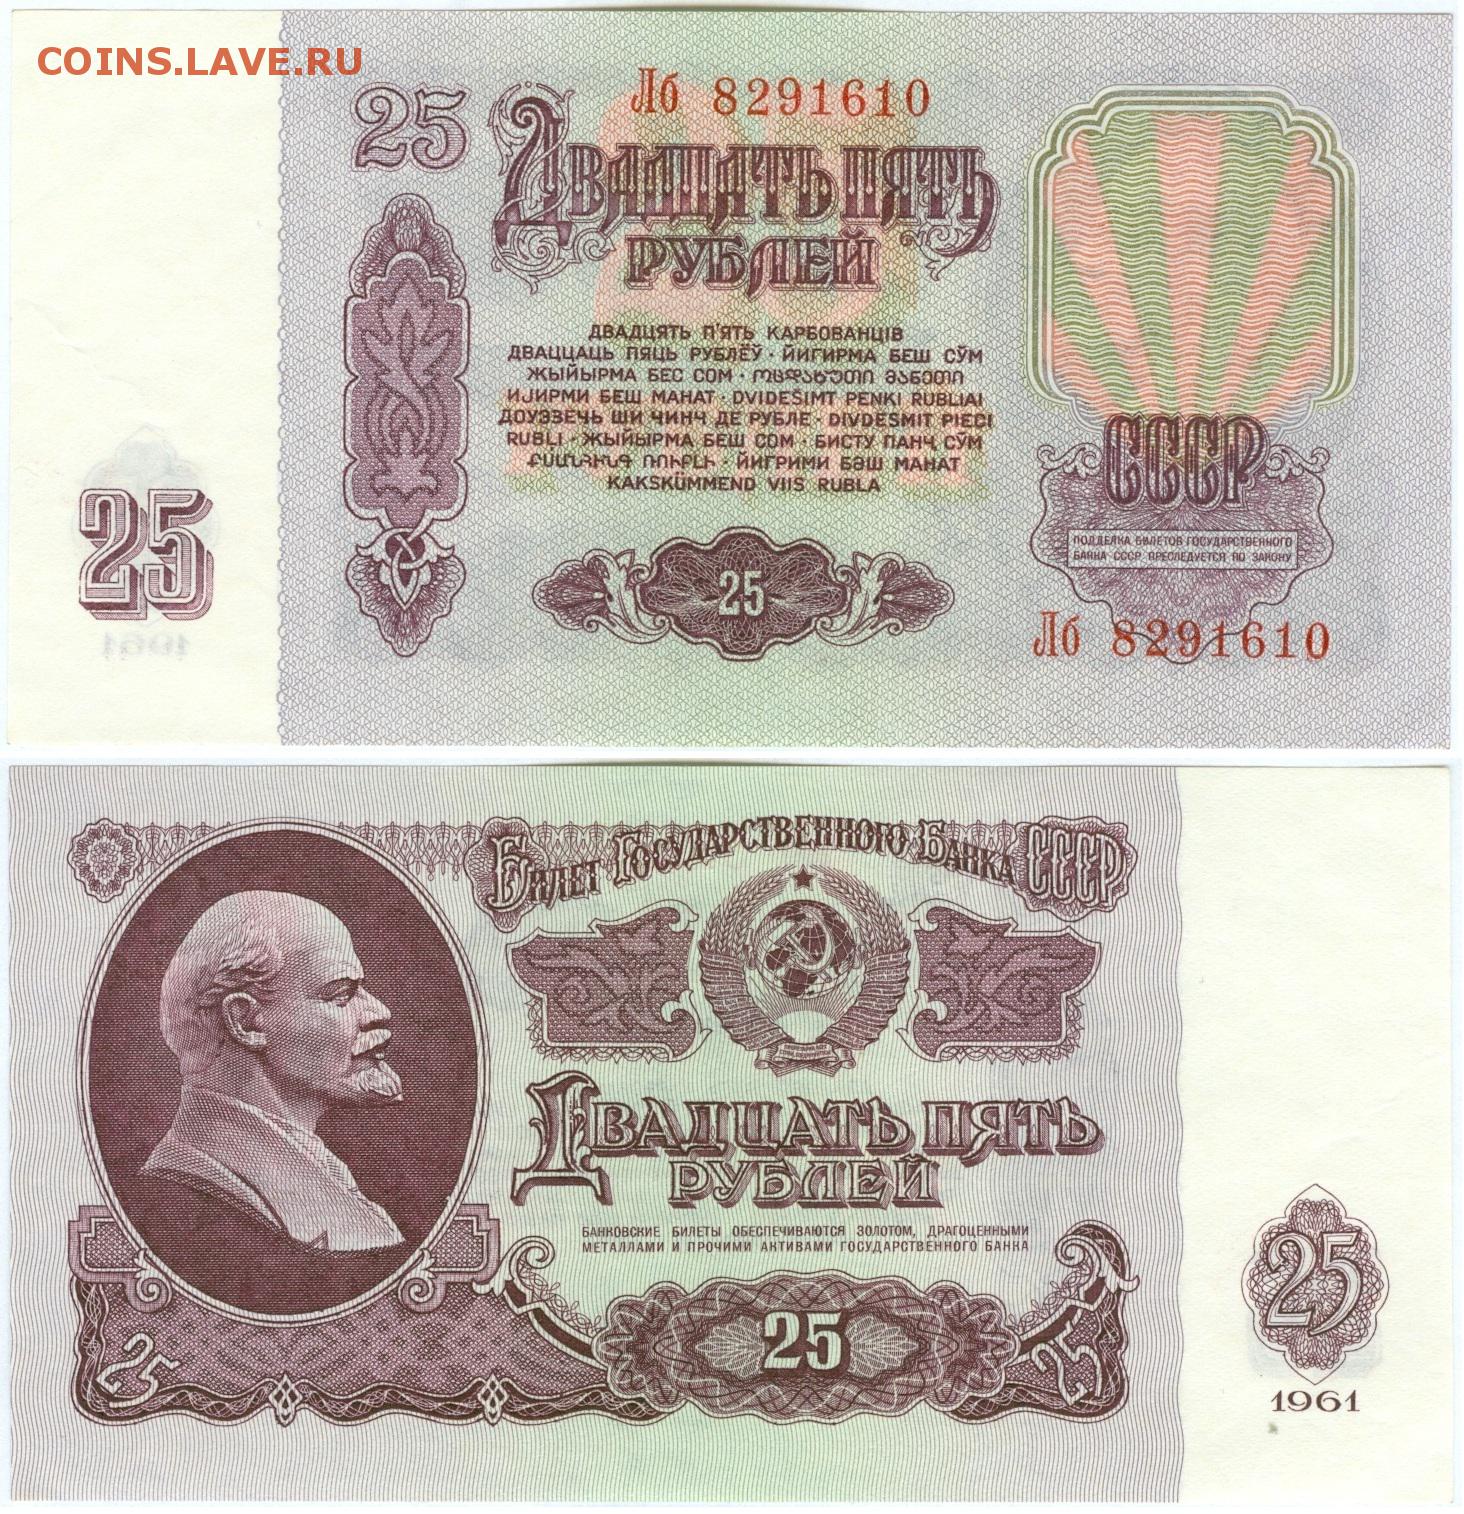 COINS.LAVE.RU
Лб 8291610
25
Двадцать пять
рублей
ДВАДЦЯТЬ П'ЯТЬ КАРБОВАНЦІВ
ДВАЦЦАЦЬ ПЯЦЬ РУБЛЁЎ · ЙИГИРМА БЕШ СЎМ
ЖЫЙЫРМА БЕС СОМ · ᲝᲪᲓᲐᲮᲣᲗᲘ ᲛᲐᲜᲔᲗᲘ
ИЈИРМИ БЕШ МАНАТ · DVIDEŠIMT PENKI RUBLIAI
ДОУЭЗЕЧЬ ШИ ЧИНЧ ДЕ РУБЛЕ · DIVDESMIT PIECI
RUBĻI · ЖЫЙЫРМА БЕШ СОМ · БИСТУ ПАНҶ СӮМ
ՔՍԱՆՀԻՆԳ ՌՈՒԲԼԻ · ЙИГРИМИ БӘШ МАНАТ
KAKSKÜMMEND VIIS RUBLA
СССР
ПОДДЕЛКА БИЛЕТОВ ГОСУДАРСТВЕННОГО
БАНКА СССР ПРЕСЛЕДУЕТСЯ ПО ЗАКОНУ
25
25
Лб 8291610
Билет Государственного Банка СССР
Двадцать пять
рублей
БАНКОВСКИЕ БИЛЕТЫ ОБЕСПЕЧИВАЮТСЯ ЗОЛОТОМ, ДРАГОЦЕННЫМИ
МЕТАЛЛАМИ И ПРОЧИМИ АКТИВАМИ ГОСУДАРСТВЕННОГО БАНКА
25
25
25
25
1961